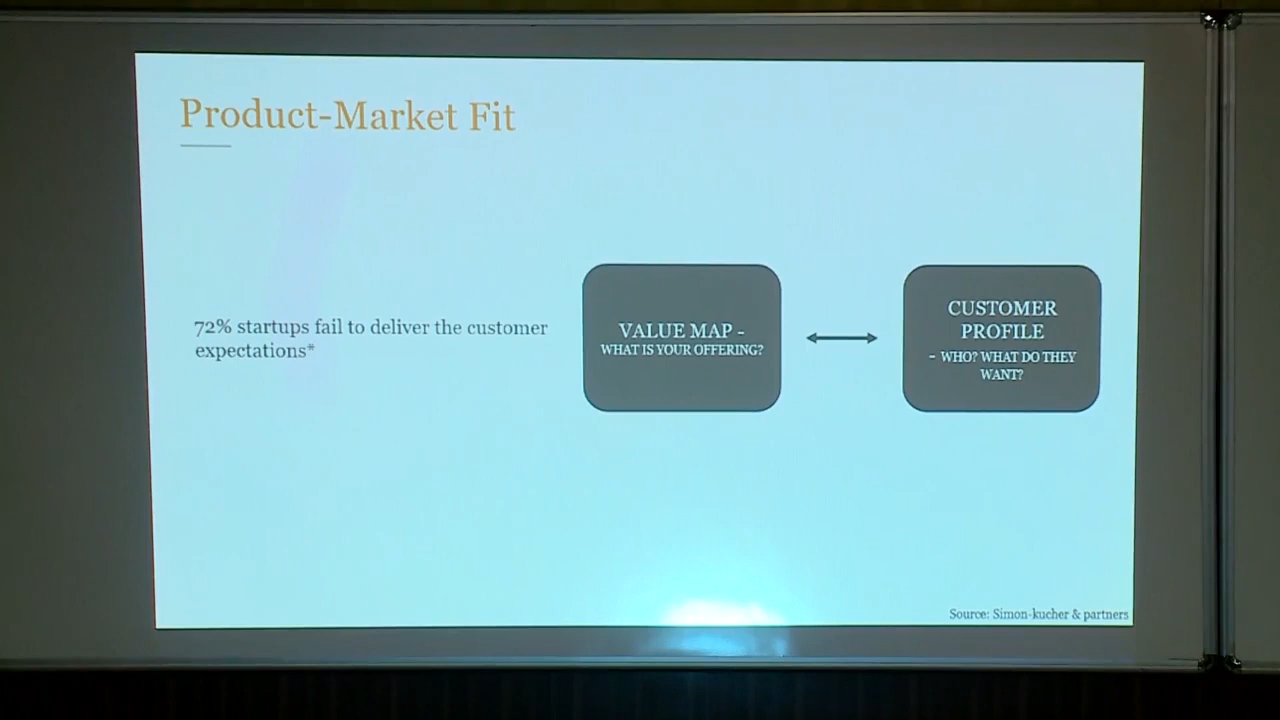 Product-Market Fit
72% startups fail to deliver the customer
expectations*
VALUE MAP -
WHAT IS YOUR OFFERING?
CUSTOMER
PROFILE
- WHO? WHAT DO THEY
WANT?
Source: Simon-kucher & partners